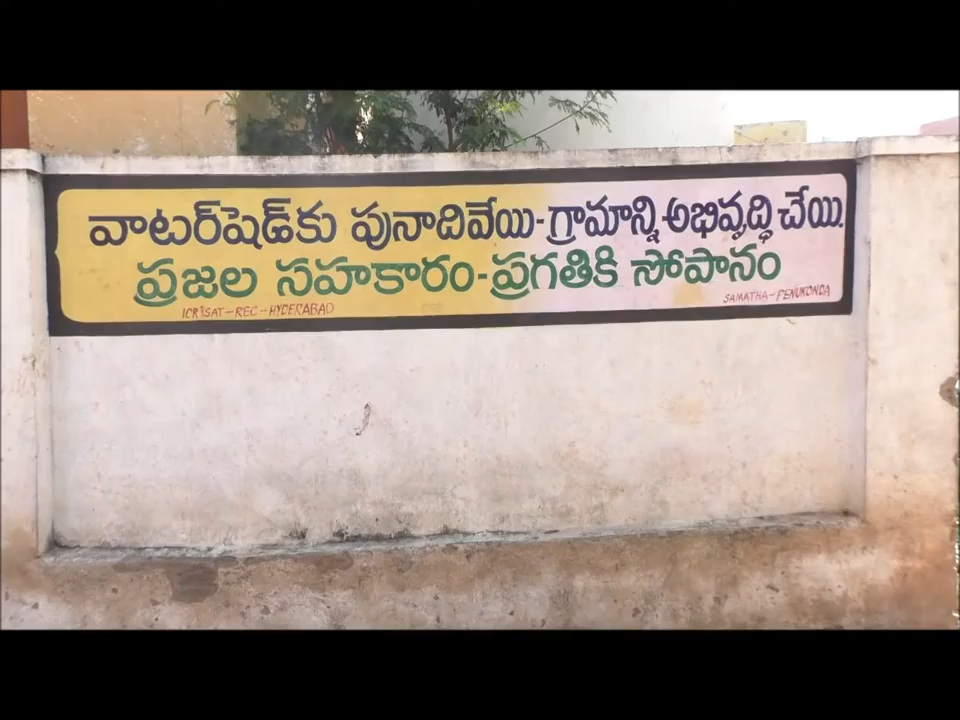 వాటర్‌షెడ్‌కు పునాదివేయి-గ్రామాన్ని అభివృద్ధి చేయి.
ప్రజల సహకారం-ప్రగతికి సోపానం
ICRISAT-REC-HYDERABAD
SAMATHA-PENUKONDA